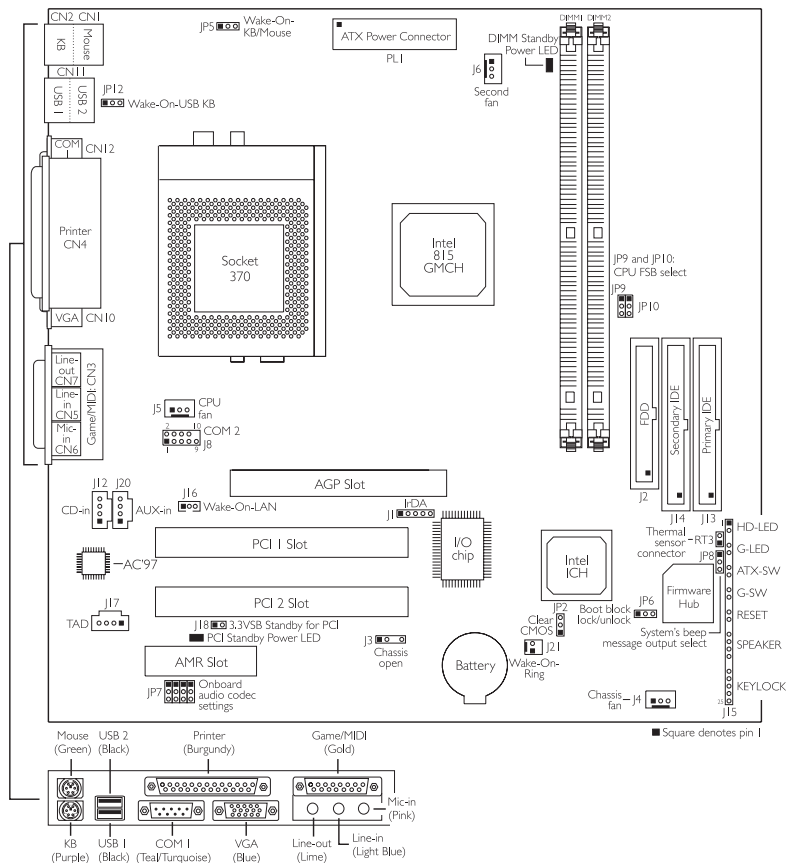 CN2 CN1
KB
Mouse
JP5
Wake-On-
KB/Mouse
ATX Power Connector
PL1
J6
Second
fan
DIMM Standby
Power LED
DIMM1
DIMM2
CN11
USB 1
USB 2
JP12
Wake-On-USB KB
COM
CN12
Printer
CN4
VGA
CN10
Socket
370
Intel
815
GMCH
JP9 and JP10:
CPU FSB select
JP9
JP10
Line-
out
CN7
Line-
in
CN5
Mic-
in
CN6
Game/MIDI: CN3
J5
CPU
fan
2 10
COM 2
J8
1 9
FDD
J2
Secondary IDE
J14
Primary IDE
J13
J12
CD-in
J20
AUX-in
J16
Wake-On-LAN
AGP Slot
IrDA
J1
AC'97
PCI 1 Slot
I/O
chip
Intel
ICH
Thermal
sensor
connector
RT3
JP8
1
HD-LED
G-LED
ATX-SW
G-SW
RESET
SPEAKER
KEYLOCK
25
J15
Firmware
Hub
PCI 2 Slot
J17
TAD
J18
3.3VSB Standby for PCI
PCI Standby Power LED
J3
Chassis
open
JP2
Clear
CMOS
Boot block
lock/unlock
JP6
System's beep
message output select
J21
Wake-On-
Ring
AMR Slot
Battery
JP7
Onboard
audio codec
settings
Chassis
fan
J4
Square denotes pin 1
Mouse
(Green)
USB 2
(Black)
Printer
(Burgundy)
Game/MIDI
(Gold)
Mic-in
(Pink)
KB
(Purple)
USB 1
(Black)
COM 1
(Teal/Turquoise)
VGA
(Blue)
Line-out
(Lime)
Line-in
(Light Blue)